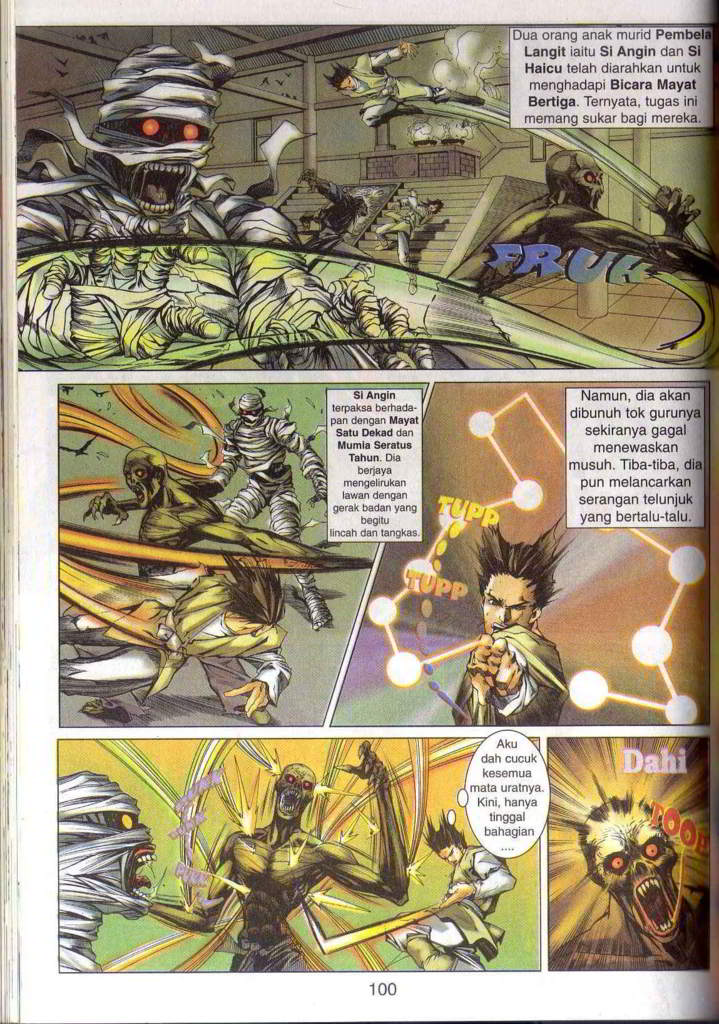 Dua orang anak murid Pembela
Langit iaitu Si Angin dan Si
Haicu telah diarahkan untuk
menghadapi Bicara Mayat
Bertiga. Ternyata, tugas ini
memang sukar bagi mereka.
FRUH
Si Angin
terpaksa berhada-
pan dengan Mayat
Satu Dekad dan
Mumia Seratus
Tahun. Dia
berjaya
mengelirukan
lawan dengan
gerak badan yang
begitu
lincah dan tangkas.
Namun, dia akan
dibunuh tok gurunya
sekiranya gagal
menewaskan
musuh. Tiba-tiba, dia
pun melancarkan
serangan telunjuk
yang bertalu-talu.
TUPP
TUPP
Aku
dah cucuk
kesemua
mata uratnya.
Kini, hanya
tinggal
bahagian
....
Dahi
TOOP
100